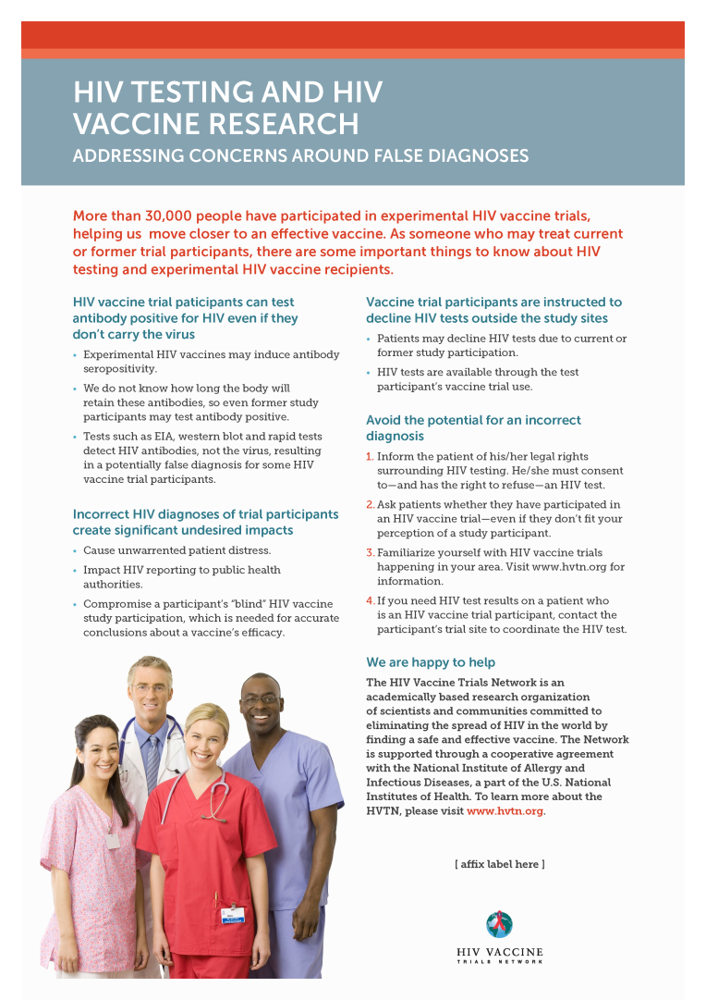 HIV TESTING AND HIV
VACCINE RESEARCH
ADDRESSING CONCERNS AROUND FALSE DIAGNOSES
More than 30,000 people have participated in experimental HIV vaccine trials,
helping us move closer to an effective vaccine. As someone who may treat current
or former trial participants, there are some important things to know about HIV
testing and experimental HIV vaccine recipients.
HIV vaccine trial paticipants can test
antibody positive for HIV even if they
don't carry the virus
• Experimental HIV vaccines may induce antibody
seropositivity.
• We do not know how long the body will
retain these antibodies, so even former study
participants may test antibody positive.
• Tests such as EIA, western blot and rapid tests
detect HIV antibodies, not the virus, resulting
in a potentially false diagnosis for some HIV
vaccine trial participants.
Incorrect HIV diagnoses of trial participants
create significant undesired impacts
• Cause unwarrented patient distress.
• Impact HIV reporting to public health
authorities.
• Compromise a participant's "blind" HIV vaccine
study participation, which is needed for accurate
conclusions about a vaccine's efficacy.
Vaccine trial participants are instructed to
decline HIV tests outside the study sites
• Patients may decline HIV tests due to current or
former study participation.
• HIV tests are available through the test
participant's vaccine trial use.
Avoid the potential for an incorrect
diagnosis
1. Inform the patient of his/her legal rights
surrounding HIV testing. He/she must consent
to—and has the right to refuse—an HIV test.
2. Ask patients whether they have participated in
an HIV vaccine trial—even if they don't fit your
perception of a study participant.
3. Familiarize yourself with HIV vaccine trials
happening in your area. Visit www.hvtn.org for
information.
4. If you need HIV test results on a patient who
is an HIV vaccine trial participant, contact the
participant's trial site to coordinate the HIV test.
We are happy to help
The HIV Vaccine Trials Network is an
academically based research organization
of scientists and communities committed to
eliminating the spread of HIV in the world by
finding a safe and effective vaccine. The Network
is supported through a cooperative agreement
with the National Institute of Allergy and
Infectious Diseases, a part of the U.S. National
Institutes of Health. To learn more about the
HVTN, please visit www.hvtn.org.
[ affix label here ]
HIV VACCINE
TRIALS NETWORK